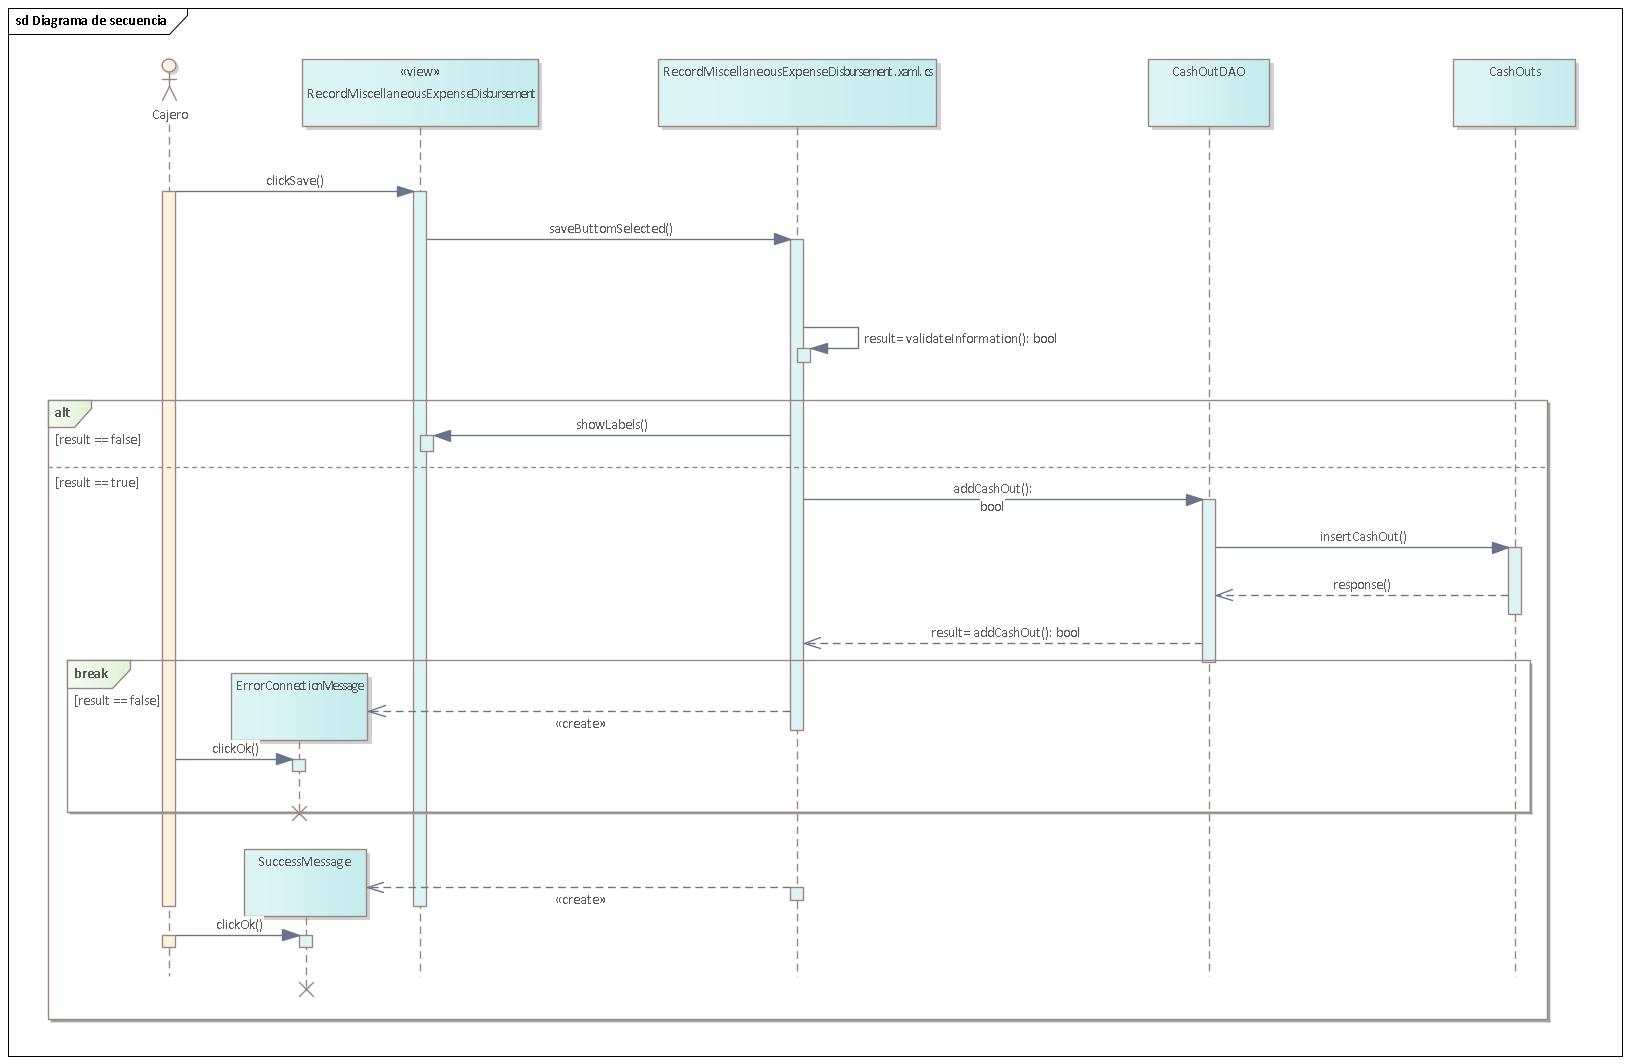 sd Diagrama de secuencia
Cajero
«view»
RecordMiscellaneousExpenseDisbursement
RecordMiscellaneousExpenseDisbursement.xaml.cs
CashOutDAO
CashOuts
clickSave()
saveButtomSelected()
result= validateInformation(): bool
alt
[result == false]
showLabels()
[result == true]
addCashOut():
bool
insertCashOut()
response()
result= addCashOut(): bool
break
[result == false]
ErrorConnectionMessage
«create»
clickOk()
SuccessMessage
«create»
clickOk()